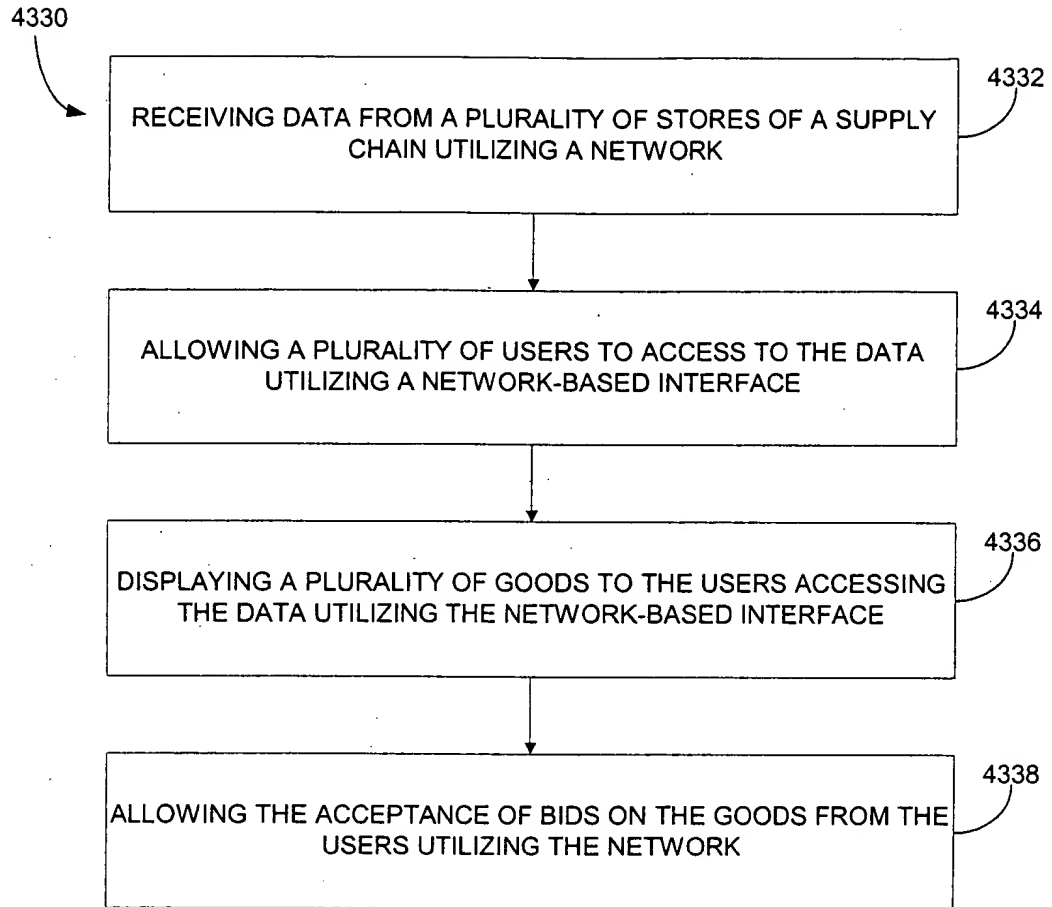 4330
4332
RECEIVING DATA FROM A PLURALITY OF STORES OF A SUPPLY
CHAIN UTILIZING A NETWORK
4334
ALLOWING A PLURALITY OF USERS TO ACCESS TO THE DATA
UTILIZING A NETWORK-BASED INTERFACE
4336
DISPLAYING A PLURALITY OF GOODS TO THE USERS ACCESSING
THE DATA UTILIZING THE NETWORK-BASED INTERFACE
4338
ALLOWING THE ACCEPTANCE OF BIDS ON THE GOODS FROM THE
USERS UTILIZING THE NETWORK